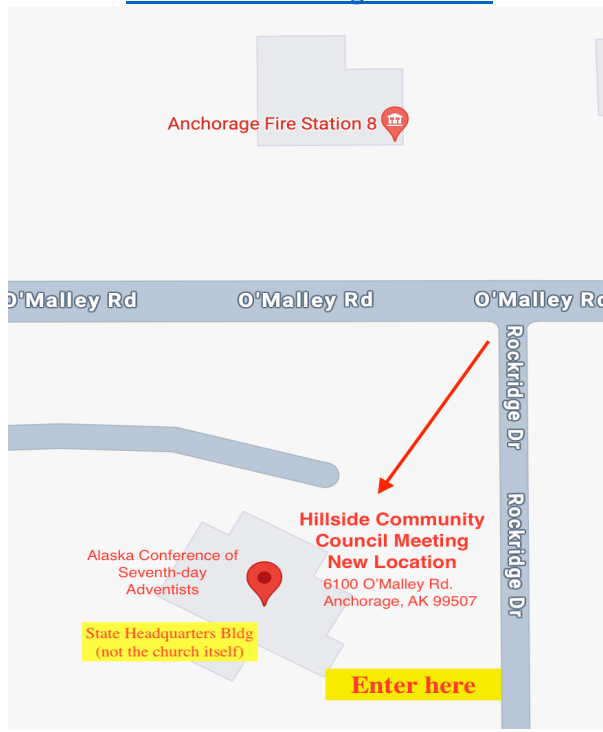 Anchorage Fire Station 8
O'Malley Rd
O'Malley Rd
O'Malley Rd
Rockridge Dr
Rockridge Dr
Hillside Community
Council Meeting
New Location
6100 O'Malley Rd.
Anchorage, AK 99507
Alaska Conference of
Seventh-day
Adventists
State Headquarters Bldg
(not the church itself)
Enter here